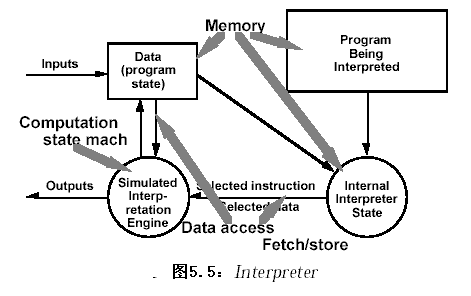 Memory
Program
Being
Interpreted
Inputs
Data
(program
state)
Computation
state mach
Outputs
Simulated
Interp-
retation
Engine
Selected instruction
Selected data
Internal
Interpreter
State
Data access
Fetch/store
图5.5: Interpreter